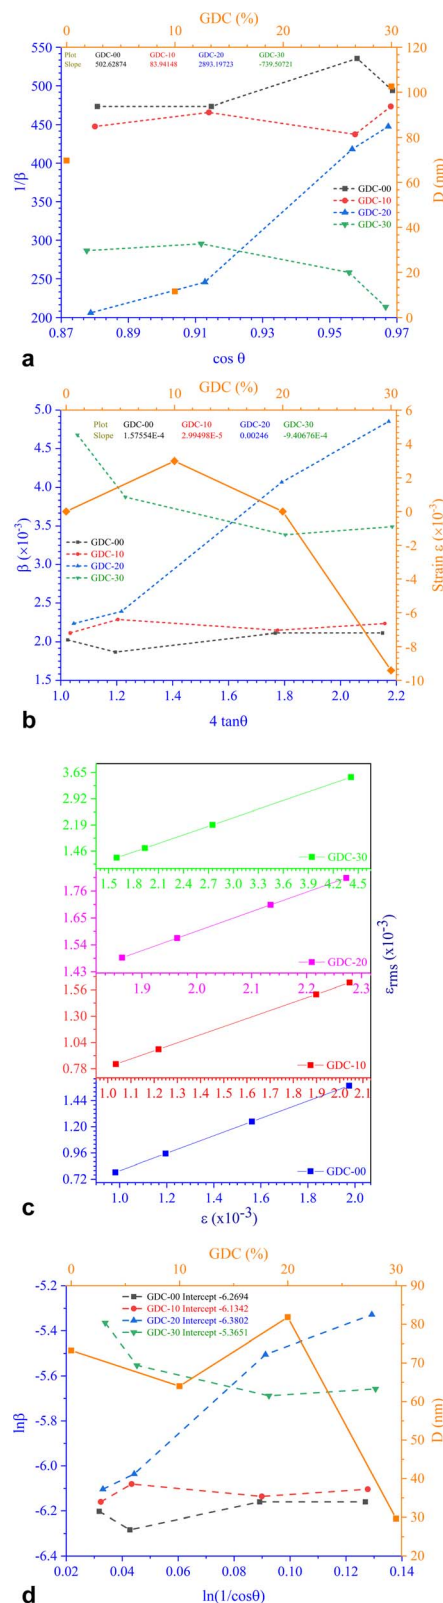 GDC (%)
0 10 20 30
Plot GDC-00 GDC-10 GDC-20 GDC-30
Slope 502.62874 83.94148 2893.19723 -739.50721
550
500
450
400
350
300
250
200
1/β
120
100
80
60
40
20
0
D (nm)
GDC-00
GDC-10
GDC-20
GDC-30
0.87 0.89 0.91 0.93 0.95 0.97
a
cos θ
GDC (%)
0 10 20 30
Plot GDC-00 GDC-10 GDC-20 GDC-30
Slope 1.57554E-4 2.99498E-5 0.00246 -9.40676E-4
5.0
4.5
4.0
3.5
3.0
2.5
2.0
1.5
β (×10⁻³)
6
4
2
0
-2
-4
-6
-8
-10
Strain ε (×10⁻³)
GDC-00
GDC-10
GDC-20
GDC-30
1.0 1.2 1.4 1.6 1.8 2.0 2.2
b
4 tanθ
3.65
2.92
2.19
1.46
GDC-30
1.5 1.8 2.1 2.4 2.7 3.0 3.3 3.6 3.9 4.2 4.5
1.76
1.65
1.54
1.43
GDC-20
1.9 2.0 2.1 2.2 2.3
1.56
1.30
1.04
0.78
GDC-10
1.0 1.1 1.2 1.3 1.4 1.5 1.6 1.7 1.8 1.9 2.0 2.1
1.44
1.20
0.96
0.72
GDC-00
1.0 1.2 1.4 1.6 1.8 2.0
εrms (x10⁻³)
c
ε (x10⁻³)
GDC (%)
0 10 20 30
-5.2
-5.4
-5.6
-5.8
-6.0
-6.2
-6.4
lnβ
GDC-00 Intercept -6.2694
GDC-10 Intercept -6.1342
GDC-20 Intercept -6.3802
GDC-30 Intercept -5.3651
90
80
70
60
50
40
30
20
D (nm)
0.02 0.04 0.06 0.08 0.10 0.12 0.14
d
ln(1/cosθ)